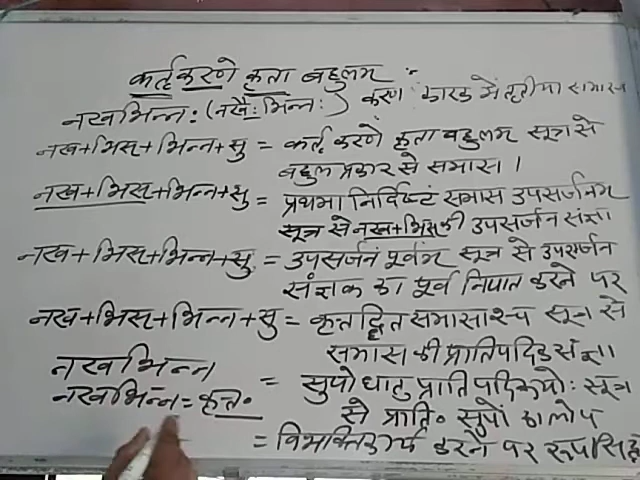 कर्तृकरणे कृता बहुलम :-
नखभिन्न: (नखै: भिन्न:) करण कारक में तृतीया समास
नख+भिस+भिन्न+सु = कर्तृकरणे कृता बहुलम सूत्र से
बहुल प्रकार से समास।
नख+भिस+भिन्न+सु = प्रथमा निर्दिष्टं समास उपसर्जनम
सूत्र से नख+भिस की उपसर्जन संज्ञा
नख+भिस+भिन्न+सु = उपसर्जनं पूर्वम सूत्र से उपसर्जन
संज्ञक का पूर्व निपात करने पर
नख+भिस+भिन्न+सु = कृत्तद्धित समासाश्च सूत्र से
समास की प्रातिपदिक संज्ञा
नखभिन्न = सुपोधातु प्रातिपदिकयो: सूत्र
नखभिन्न = कृत्त॰ से प्राति॰ सुपों का लोप
= विभक्तिकार्य करने पर रूपसिद्ध